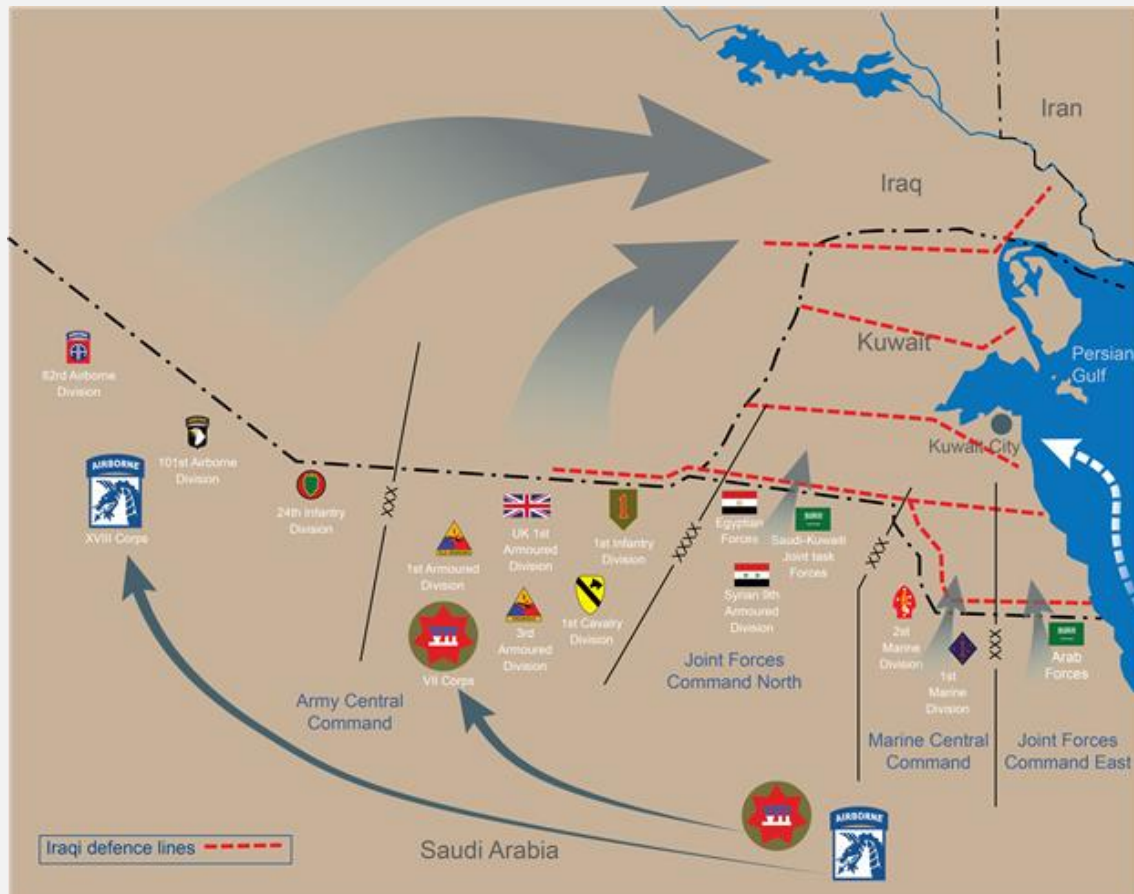 Iran
Iraq
Kuwait
Persian
Gulf
Kuwait City
82rd Airborne
Division
AIRBORNE
XVIII Corps
101st Airborne
Division
24th Infantry
Division
XXX
1st Armoured
Division
UK 1st
Armoured
Division
1st Infantry
Division
VII Corps
3rd
Armoured
Division
1st Cavalry
Division
XXXX
Egyptian
Forces
Saudi-Kuwaiti
Joint task
Forces
Syrian 9th
Armoured
Division
XXX
2st
Marine
Division
1st
Marine
Division
XXX
Arab
Forces
Army Central
Command
Joint Forces
Command North
Marine Central
Command
Joint Forces
Command East
AIRBORNE
Saudi Arabia
Iraqi defence lines